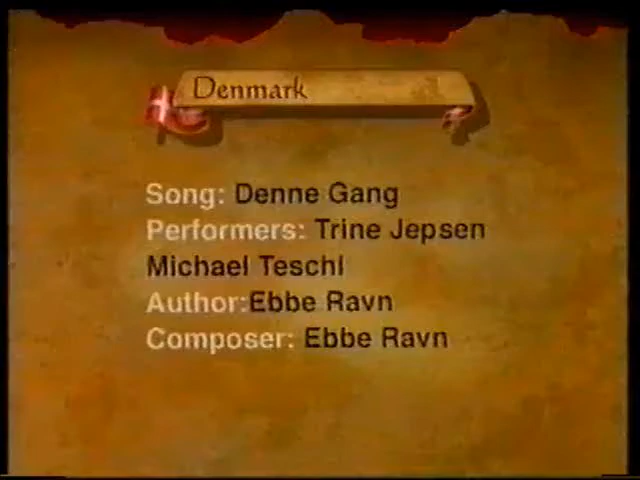 Denmark
Song: Denne Gang
Performers: Trine Jepsen
Michael Teschl
Author:Ebbe Ravn
Composer: Ebbe Ravn